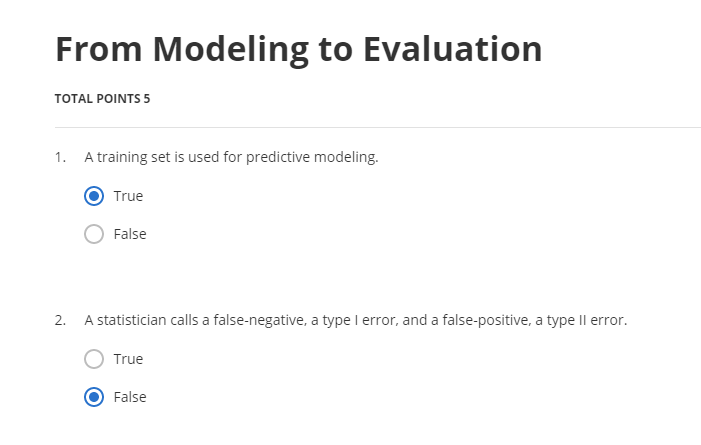 From Modeling to Evaluation
TOTAL POINTS 5
1. A training set is used for predictive modeling.
True
False
2. A statistician calls a false-negative, a type I error, and a false-positive, a type II error.
True
False